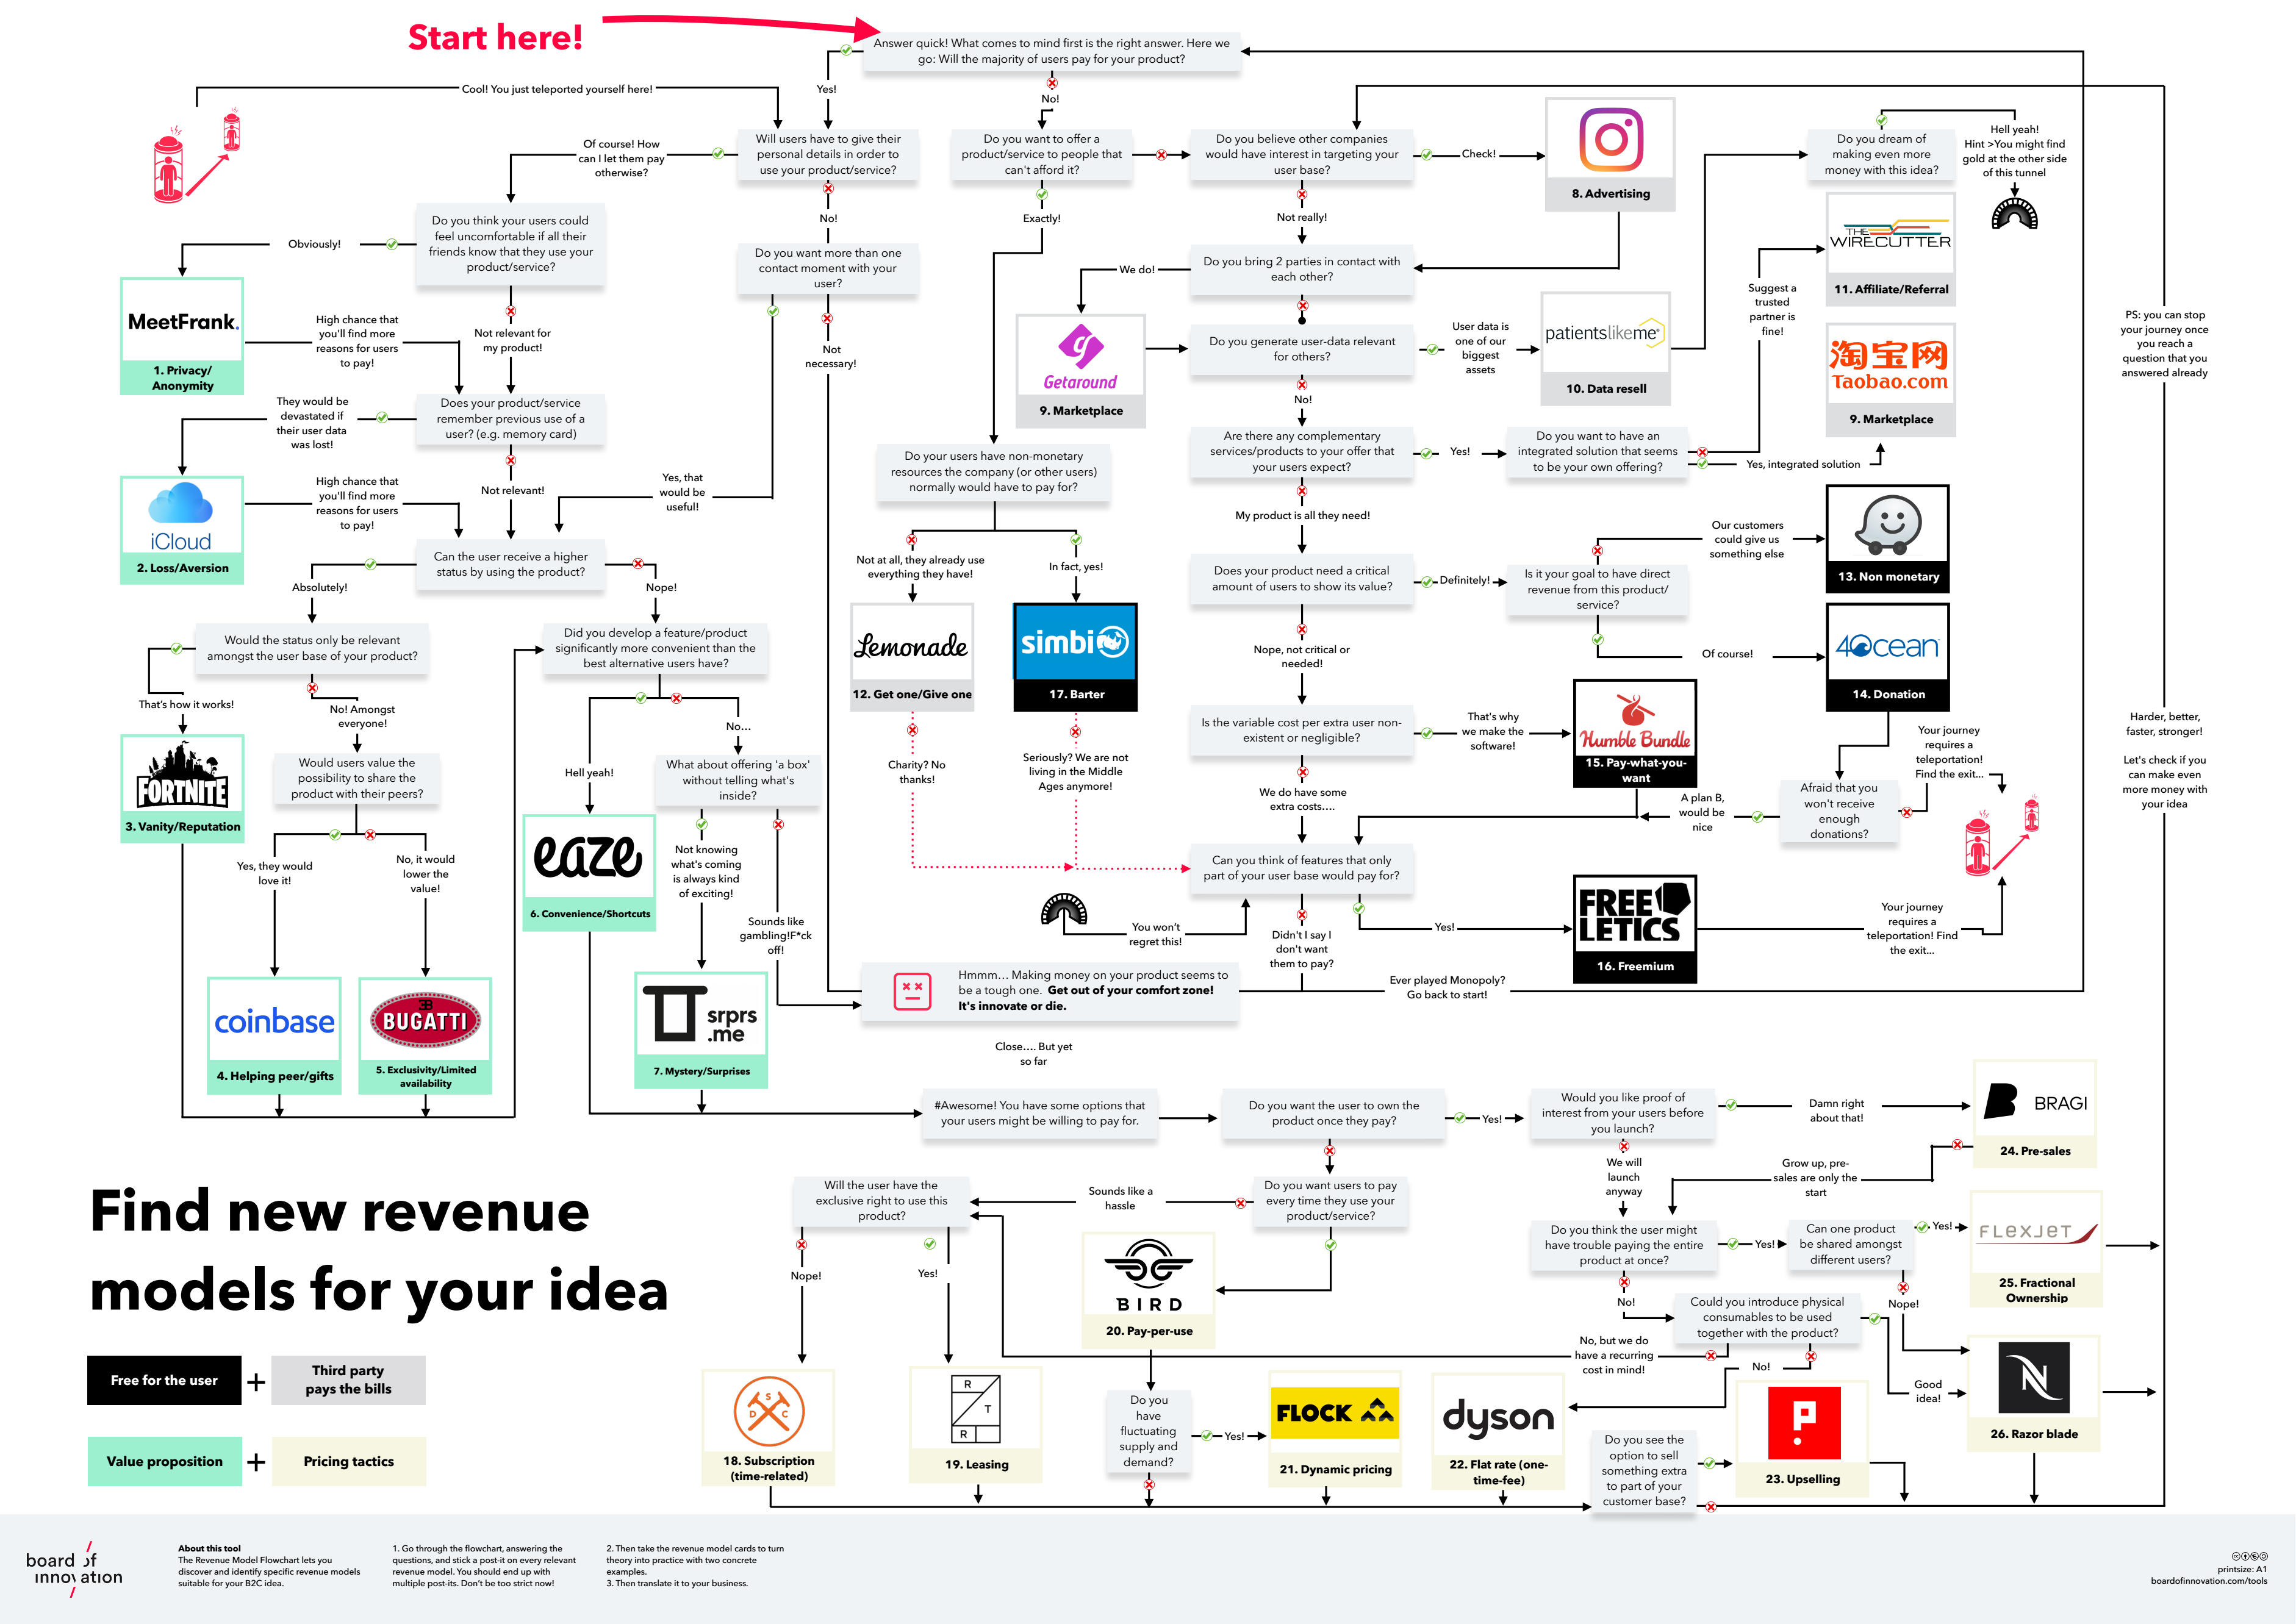 Start here!
Answer quick! What comes to mind first is the right answer. Here we
go: Will the majority of users pay for your product?
Cool! You just teleported yourself here!
Yes!
No!
Of course! How
can I let them pay
otherwise?
Will users have to give their
personal details in order to
use your product/service?
Do you want to offer a
product/service to people that
can't afford it?
Do you believe other companies
would have interest in targeting your
user base?
Check!
8. Advertising
Do you dream of
making even more
money with this idea?
Hell yeah!
Hint >You might find
gold at the other side
of this tunnel
No!
Exactly!
Not really!
Do you think your users could
feel uncomfortable if all their
friends know that they use your
product/service?
Obviously!
Do you want more than one
contact moment with your
user?
We do!
Do you bring 2 parties in contact with
each other?
THE
WIRECUTTER
11. Affiliate/Referral
MeetFrank.
1. Privacy/
Anonymity
High chance that
you'll find more
reasons for users
to pay!
Not relevant for
my product!
Not
necessary!
Getaround
9. Marketplace
Do you generate user-data relevant
for others?
User data is
one of our
biggest
assets
patientslikeme
10. Data resell
Suggest a
trusted
partner is
fine!
淘宝网
Taobao.com
9. Marketplace
PS: you can stop
your journey once
you reach a
question that you
answered already
They would be
devastated if
their user data
was lost!
Does your product/service
remember previous use of a
user? (e.g. memory card)
No!
Are there any complementary
services/products to your offer that
your users expect?
Yes!
Do you want to have an
integrated solution that seems
to be your own offering?
Yes, integrated solution
iCloud
2. Loss/Aversion
High chance that
you'll find more
reasons for users
to pay!
Not relevant!
Yes, that
would be
useful!
Do your users have non-monetary
resources the company (or other users)
normally would have to pay for?
My product is all they need!
Our customers
could give us
something else
13. Non monetary
Can the user receive a higher
status by using the product?
Absolutely!
Nope!
Not at all, they already use
everything they have!
In fact, yes!
Does your product need a critical
amount of users to show its value?
Definitely!
Is it your goal to have direct
revenue from this product/
service?
Of course!
4Ocean
14. Donation
Would the status only be relevant
amongst the user base of your product?
Did you develop a feature/product
significantly more convenient than the
best alternative users have?
Lemonade
12. Get one/Give one
simbi
17. Barter
Nope, not critical or
needed!
That's how it works!
No! Amongst
everyone!
No...
Is the variable cost per extra user non-
existent or negligible?
That's why
we make the
software!
Humble Bundle
15. Pay-what-you-
want
Your journey
requires a
teleportation!
Find the exit...
Harder, better,
faster, stronger!
Let's check if you
can make even
more money with
your idea
FORTNITE
3. Vanity/Reputation
Would users value the
possibility to share the
product with their peers?
Hell yeah!
What about offering 'a box'
without telling what's
inside?
Charity? No
thanks!
Seriously? We are not
living in the Middle
Ages anymore!
We do have some
extra costs....
A plan B,
would be
nice
Afraid that you
won't receive
enough
donations?
Yes, they would
love it!
No, it would
lower the
value!
eaze
6. Convenience/Shortcuts
Not knowing
what's coming
is always kind
of exciting!
Sounds like
gambling!F*ck
off!
Can you think of features that only
part of your user base would pay for?
You won't
regret this!
Didn't I say I
don't want
them to pay?
Yes!
FREE
LETICS
16. Freemium
Your journey
requires a
teleportation! Find
the exit...
coinbase
4. Helping peer/gifts
BUGATTI
5. Exclusivity/Limited
availability
srprs
.me
7. Mystery/Surprises
Hmmm... Making money on your product seems to
be a tough one. Get out of your comfort zone!
It's innovate or die.
Ever played Monopoly?
Go back to start!
Close.... But yet
so far
#Awesome! You have some options that
your users might be willing to pay for.
Do you want the user to own the
product once they pay?
Yes!
Would you like proof of
interest from your users before
you launch?
Damn right
about that!
BRAGI
24. Pre-sales
We will
launch
anyway
Grow up, pre-
sales are only the
start
Find new revenue
models for your idea
Will the user have the
exclusive right to use this
product?
Sounds like a
hassle
Do you want users to pay
every time they use your
product/service?
Do you think the user might
have trouble paying the entire
product at once?
Yes!
Can one product
be shared amongst
different users?
Yes!
FLEXJET
25. Fractional
Ownership
Nope!
Yes!
BIRD
20. Pay-per-use
No!
Could you introduce physical
consumables to be used
together with the product?
Nope!
No, but we do
have a recurring
cost in mind!
No!
Good
idea!
N
26. Razor blade
Free for the user
+
Third party
pays the bills
Value proposition
+
Pricing tactics
S
D C
18. Subscription
(time-related)
R
T
R
19. Leasing
Do you
have
fluctuating
supply and
demand?
Yes!
FLOCK
21. Dynamic pricing
dyson
22. Flat rate (one-
time-fee)
Do you see the
option to sell
something extra
to part of your
customer base?
23. Upselling
board of
innovation
About this tool
The Revenue Model Flowchart lets you
discover and identify specific revenue models
suitable for your B2C idea.
1. Go through the flowchart, answering the
questions, and stick a post-it on every relevant
revenue model. You should end up with
multiple post-its. Don't be too strict now!
2. Then take the revenue model cards to turn
theory into practice with two concrete
examples.
3. Then translate it to your business.
printsize: A1
boardofinnovation.com/tools